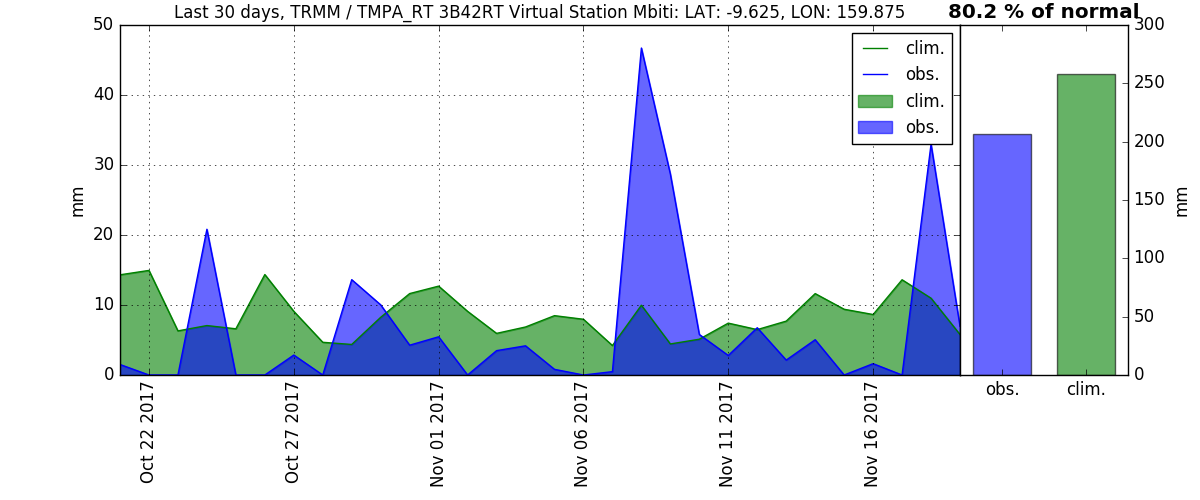 Last 30 days, TRMM / TMPA_RT 3B42RT Virtual Station Mbiti: LAT: -9.625, LON: 159.875
80.2 % of normal
50
40
30
20
10
0
mm
clim.
obs.
clim.
obs.
300
250
200
150
100
50
0
mm
obs.
clim.
Oct 22 2017
Oct 27 2017
Nov 01 2017
Nov 06 2017
Nov 11 2017
Nov 16 2017